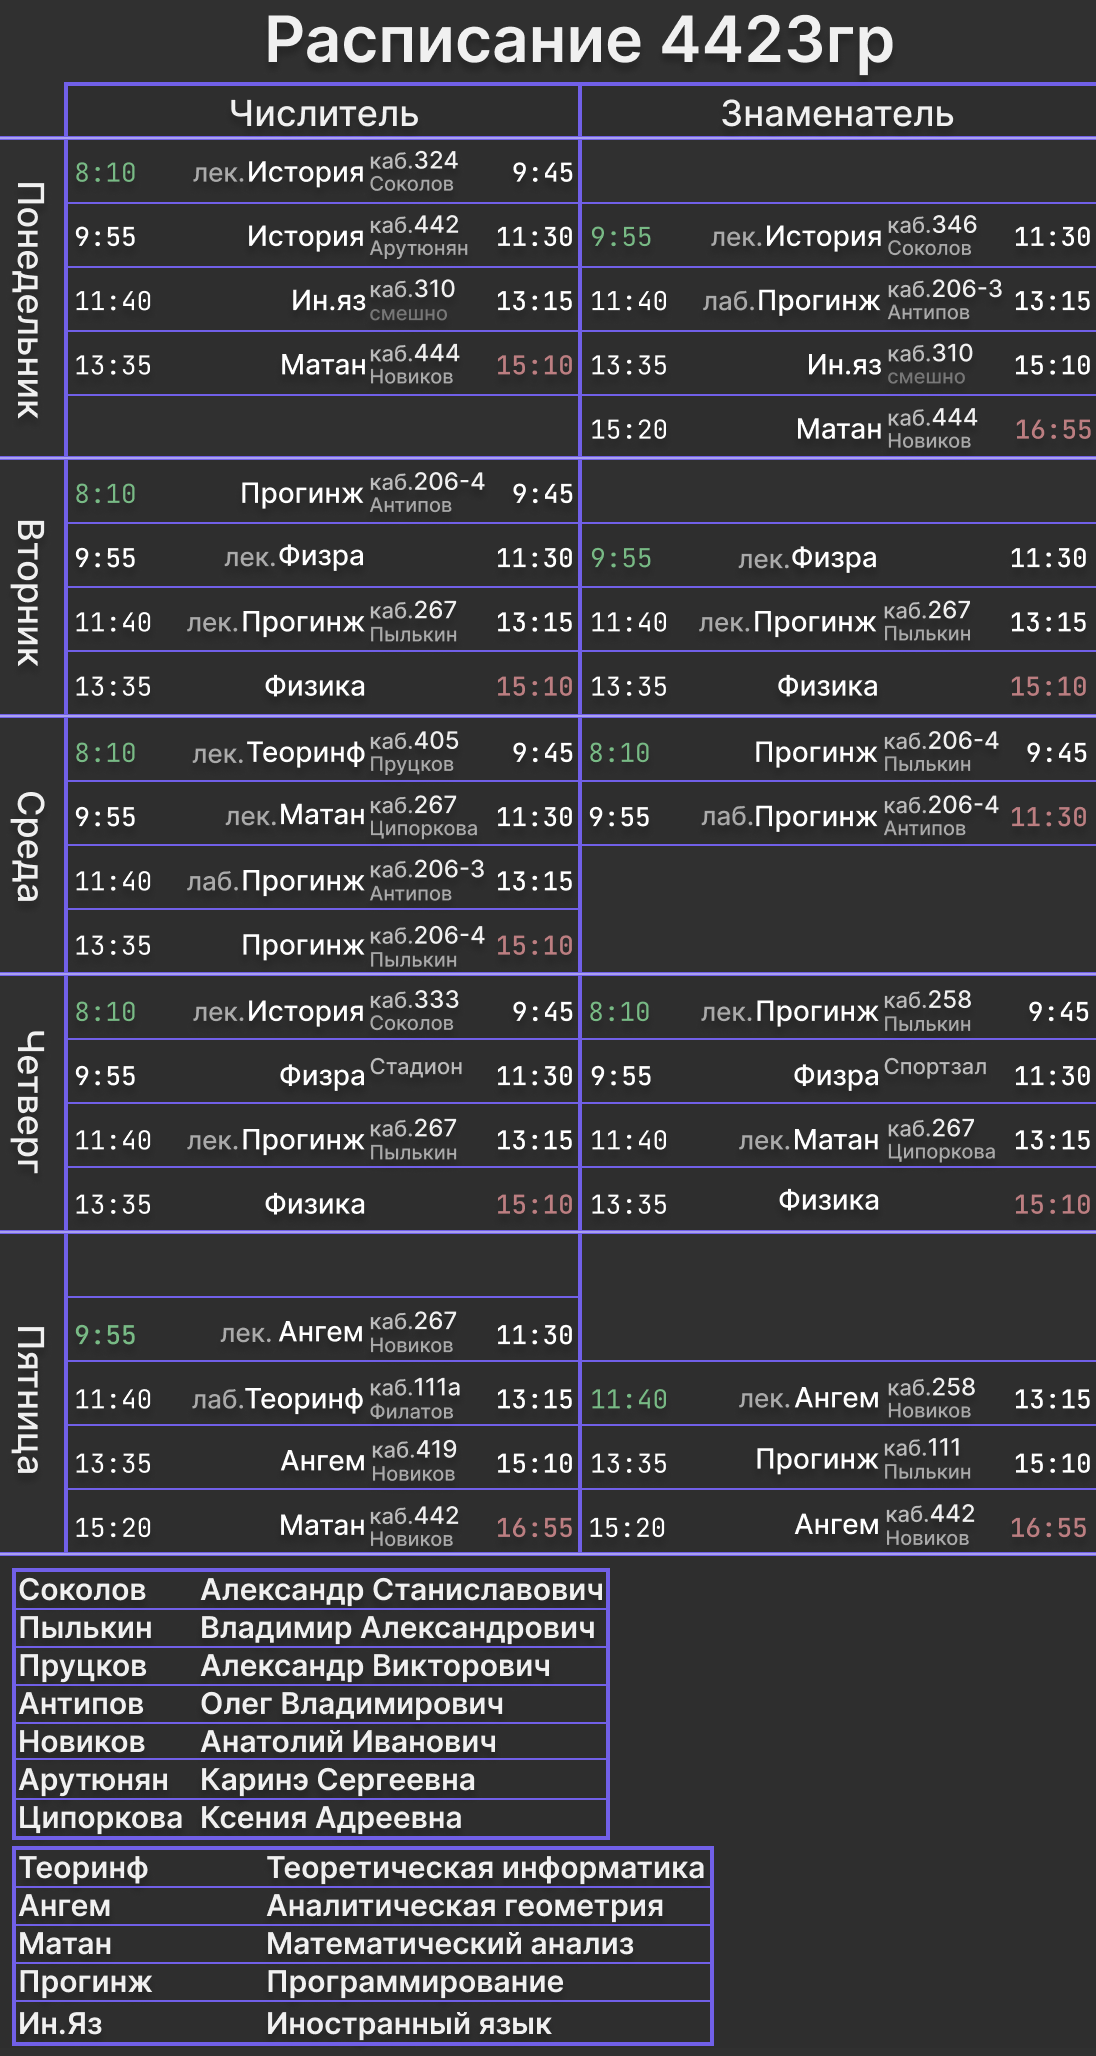 Расписание 4423гр
Числитель Знаменатель
Понедельник
8:10 лек.История каб.324 Соколов 9:45
9:55 История каб.442 Арутюнян 11:30 9:55 лек.История каб.346 Соколов 11:30
11:40 Ин.яз каб.310 смешно 13:15 11:40 лаб.Прогинж каб.206-3 Антипов 13:15
13:35 Матан каб.444 Новиков 15:10 13:35 Ин.яз каб.310 смешно 15:10
15:20 Матан каб.444 Новиков 16:55
Вторник
8:10 Прогинж каб.206-4 Антипов 9:45
9:55 лек.Физра 11:30 9:55 лек.Физра 11:30
11:40 лек.Прогинж каб.267 Пылькин 13:15 11:40 лек.Прогинж каб.267 Пылькин 13:15
13:35 Физика 15:10 13:35 Физика 15:10
Среда
8:10 лек.Теоринф каб.405 Пруцков 9:45 8:10 Прогинж каб.206-4 Пылькин 9:45
9:55 лек.Матан каб.267 Ципоркова 11:30 9:55 лаб.Прогинж каб.206-4 Антипов 11:30
11:40 лаб.Прогинж каб.206-3 Антипов 13:15
13:35 Прогинж каб.206-4 Пылькин 15:10
Четверг
8:10 лек.История каб.333 Соколов 9:45 8:10 лек.Прогинж каб.258 Пылькин 9:45
9:55 Физра Стадион 11:30 9:55 Физра Спортзал 11:30
11:40 лек.Прогинж каб.267 Пылькин 13:15 11:40 лек.Матан каб.267 Ципоркова 13:15
13:35 Физика 15:10 13:35 Физика 15:10
Пятница
9:55 лек. Ангем каб.267 Новиков 11:30
11:40 лаб.Теоринф каб.111а Филатов 13:15 11:40 лек. Ангем каб.258 Новиков 13:15
13:35 Ангем каб.419 Новиков 15:10 13:35 Прогинж каб.111 Пылькин 15:10
15:20 Матан каб.442 Новиков 16:55 15:20 Ангем каб.442 Новиков 16:55
Соколов Александр Станиславович
Пылькин Владимир Александрович
Пруцков Александр Викторович
Антипов Олег Владимирович
Новиков Анатолий Иванович
Арутюнян Каринэ Сергеевна
Ципоркова Ксения Адреевна
Теоринф Теоретическая информатика
Ангем Аналитическая геометрия
Матан Математический анализ
Прогинж Программирование
Ин.Яз Иностранный язык